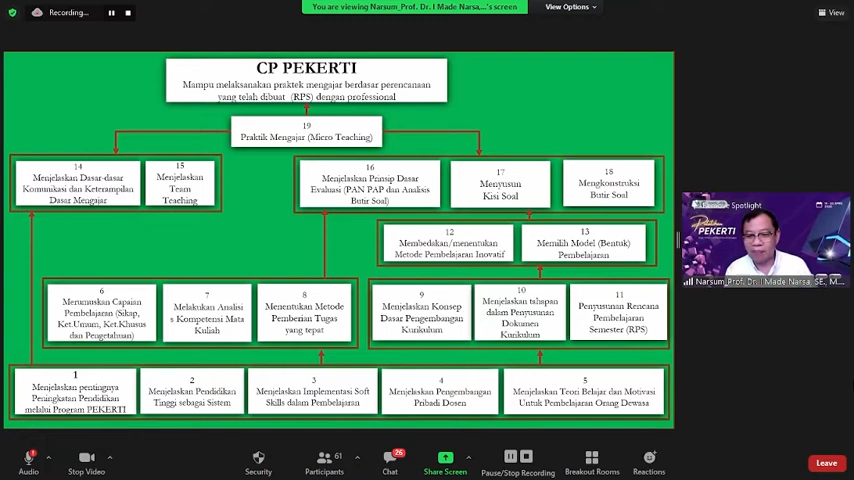 Recording...
You are viewing Narsum_Prof. Dr. I Made Narsa,...'s screen
View Options
View
CP PEKERTI
Mampu melaksanakan praktek mengajar berdasar perencanaan
yang telah dibuat (RPS) dengan professional
19
Praktik Mengajar (Micro Teaching)
14
Menjelaskan Dasar-dasar
Komunikasi dan Keterampilan
Dasar Mengajar
15
Menjelaskan
Team
Teaching
16
Menjelaskan Prinsip Dasar
Evaluasi (PAN PAP dan Analisis
Butir Soal)
17
Menyusun
Kisi Soal
18
Mengkonstruksi
Butir Soal
12
Membedakan/menentukan
Metode Pembelajaran Inovatif
13
Memilih Model (Bentuk)
Pembelajaran
6
Merumuskan Capaian
Pembelajaran (Sikap,
Ket.Umum, Ket.Khusus
dan Pengetahuan)
7
Melakukan Analisi
s Kompetensi Mata
Kuliah
8
Menentukan Metode
Pemberian Tugas
yang tepat
9
Menjelaskan Konsep
Dasar Pengembangan
Kurikulum
10
Menjelaskan tahapan
dalam Penyusunan
Dokumen
Kurikulum
11
Penyusunan Rencana
Pembelajaran
Semester (RPS)
1
Menjelaskan pentingnya
Peningkatan Pendidikan
melalui Program PEKERTI
2
Menjelaskan Pendidikan
Tinggi sebagai Sistem
3
Menjelaskan Implementasi Soft
Skills dalam Pembelajaran
4
Menjelaskan Pengembangan
Pribadi Dosen
5
Menjelaskan Teori Belajar dan Motivasi
Untuk Pembelajaran Orang Dewasa
Spotlight
PEKERTI
Narsum_Prof. Dr. I Made Narsa, SE., M....
Audio
Stop Video
Security
61
Participants
26
Chat
Share Screen
Pause/Stop Recording
Breakout Rooms
Reactions
Leave